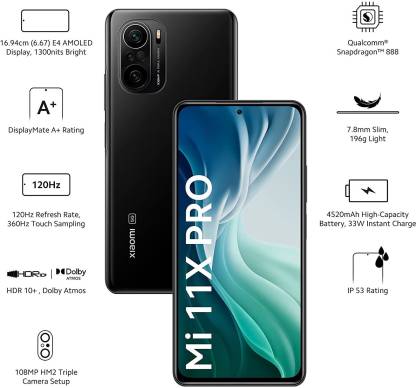 16.94cm (6.67) E4 AMOLED
Display, 1300nits Bright
A+
DisplayMate A+ Rating
120Hz
120Hz Refresh Rate,
360Hz Touch Sampling
HDR10+
Dolby
ATMOS
HDR 10+ , Dolby Atmos
108MP HM2 Triple
Camera Setup
xiaomi
5G
Mi 11X PRO
Qualcomm®
Snapdragon™ 888
7.8mm Slim,
196g Light
4520mAh High-Capacity
Battery, 33W Instant Charge
IP 53 Rating